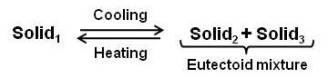 Cooling
Solid₁ Solid₂ + Solid₃
Heating
Eutectoid mixture